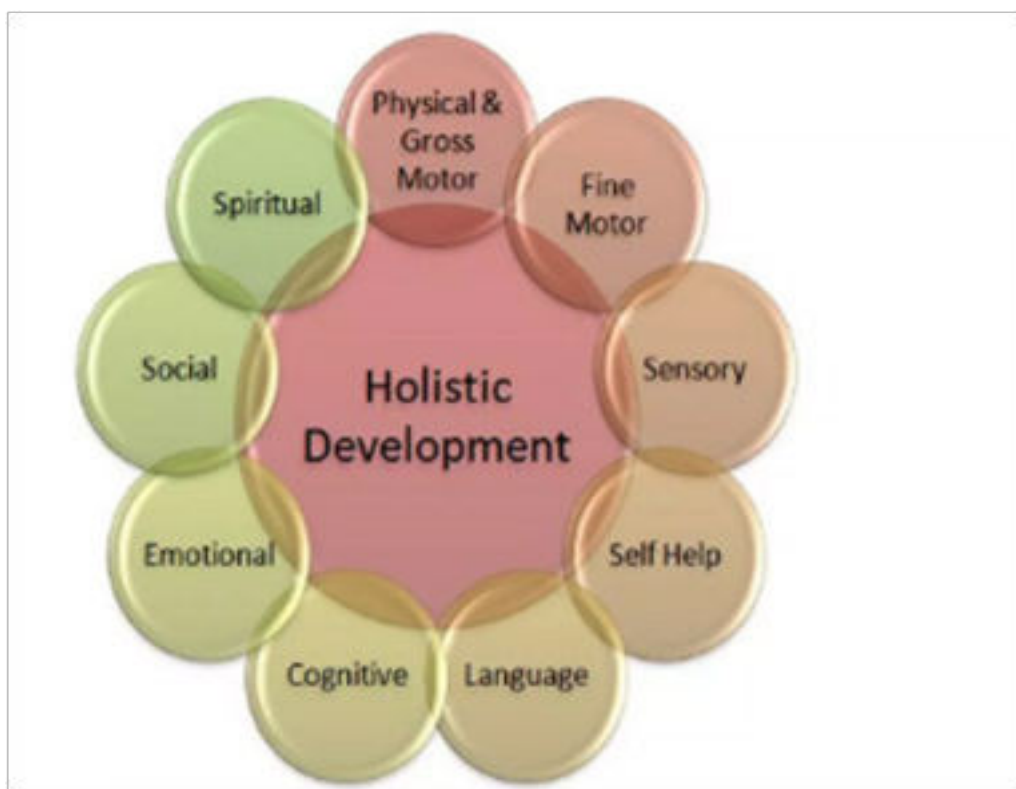 Physical &
Gross
Motor
Fine
Motor
Sensory
Self Help
Language
Cognitive
Emotional
Social
Spiritual
Holistic
Development